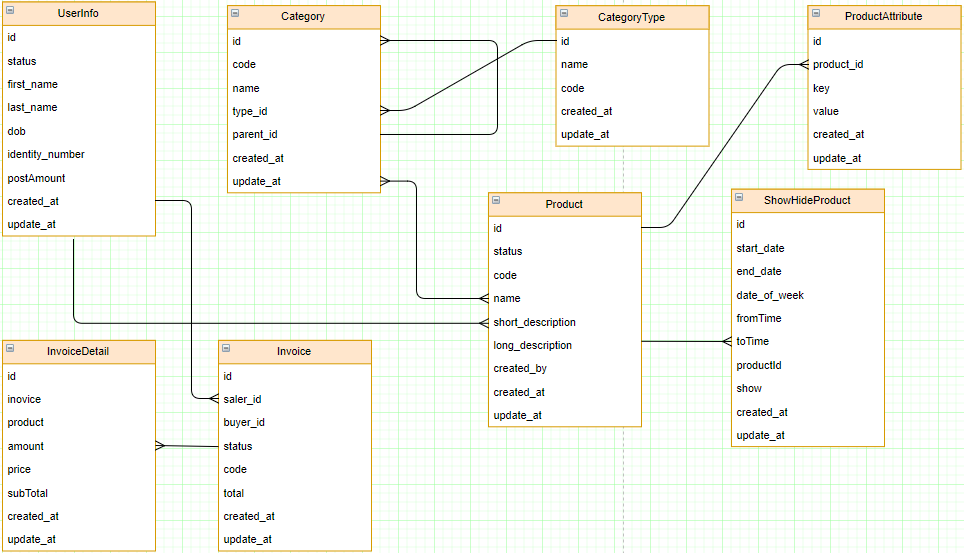 UserInfo
id
status
first_name
last_name
dob
identity_number
postAmount
created_at
update_at
Category
id
code
name
type_id
parent_id
created_at
update_at
CategoryType
id
name
code
created_at
update_at
ProductAttribute
id
product_id
key
value
created_at
update_at
Product
id
status
code
name
short_description
long_description
created_by
created_at
update_at
ShowHideProduct
id
start_date
end_date
date_of_week
fromTime
toTime
productId
show
created_at
update_at
InvoiceDetail
id
inovice
product
amount
price
subTotal
created_at
update_at
Invoice
id
saler_id
buyer_id
status
code
total
created_at
update_at